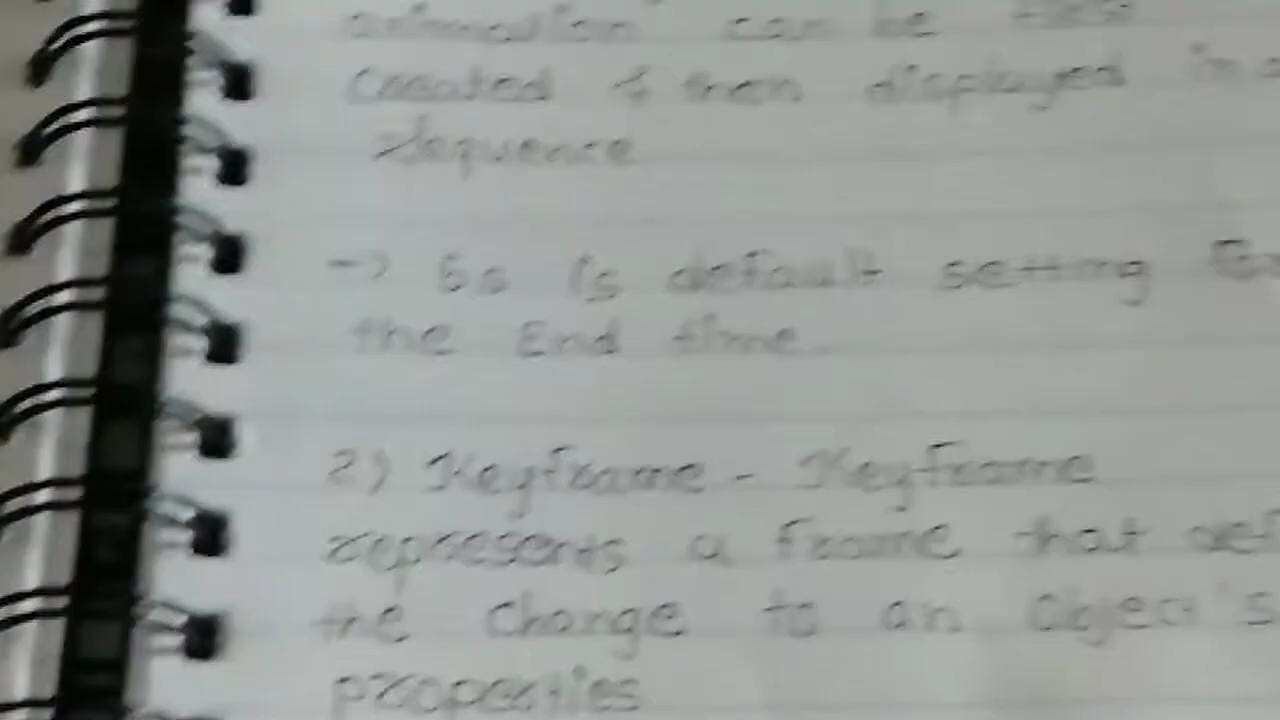 animation can be
created & then displayed in a
Sequence
→ 6s is default setting for
the End time
2) Keyframe - Keyframe
represents a frame that def
the change to an Object's
properties